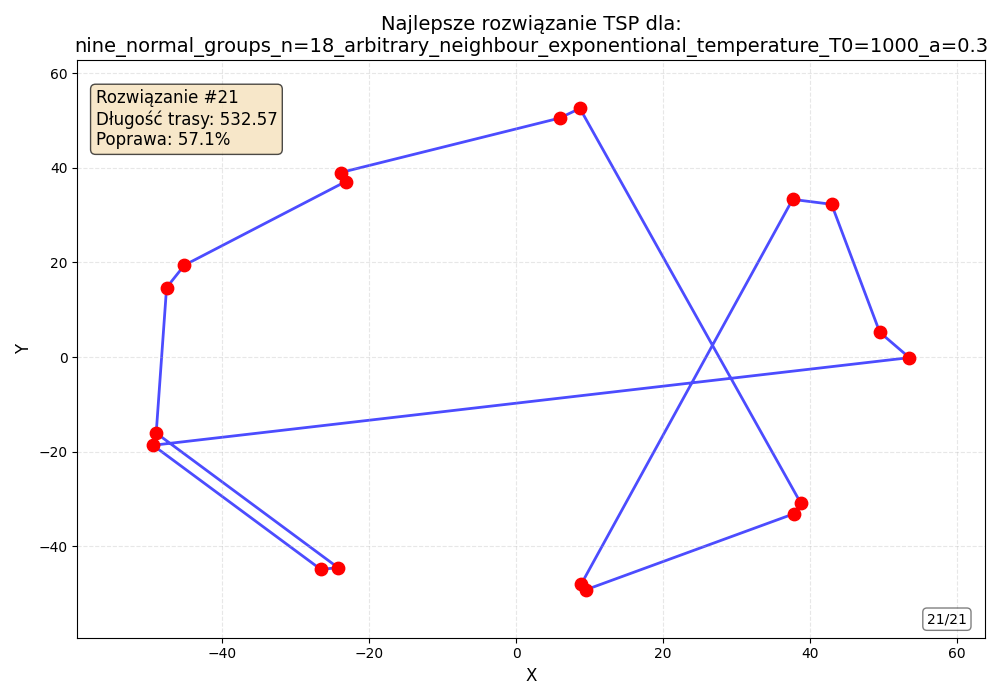 Najlepsze rozwiązanie TSP dla:
nine_normal_groups_n=18_arbitrary_neighbour_exponentional_temperature_T0=1000_a=0.3
Rozwiązanie #21
Długość trasy: 532.57
Poprawa: 57.1%
60
40
20
0
−20
−40
Y
21/21
−40
−20
0
20
40
60
X